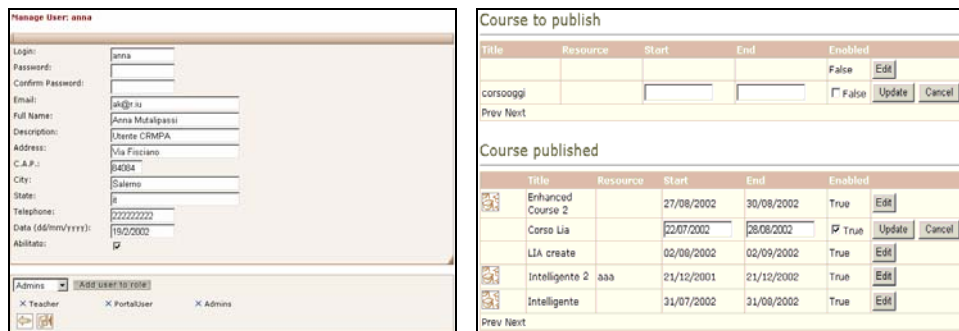 Manage User: anna
Login: anna
Password:
Confirm Password:
Email: ak@r.iu
Full Name: Anna Mutalipassi
Description: Utente CRMPA
Address: Via Fisciano
C.A.P.: 84084
City: Salerno
State: it
Telephone: 222222222
Data (dd/mm/yyyy): 19/2/2002
Abilitato:
Admins Add user to role
Teacher PortalUser Admins
Course to publish
Title Resource Start End Enabled
False Edit
corsooggi False Update Cancel
Prev Next
Course published
Title Resource Start End Enabled
Enhanced
Course 2 27/08/2002 30/08/2002 True Edit
Corso Lia 22/07/2002 28/08/2002 True Update Cancel
LIA create 02/08/2002 02/09/2002 True Edit
Intelligente 2 aaa 21/12/2001 21/12/2002 True Edit
Intelligente 31/07/2002 31/08/2002 True Edit
Prev Next